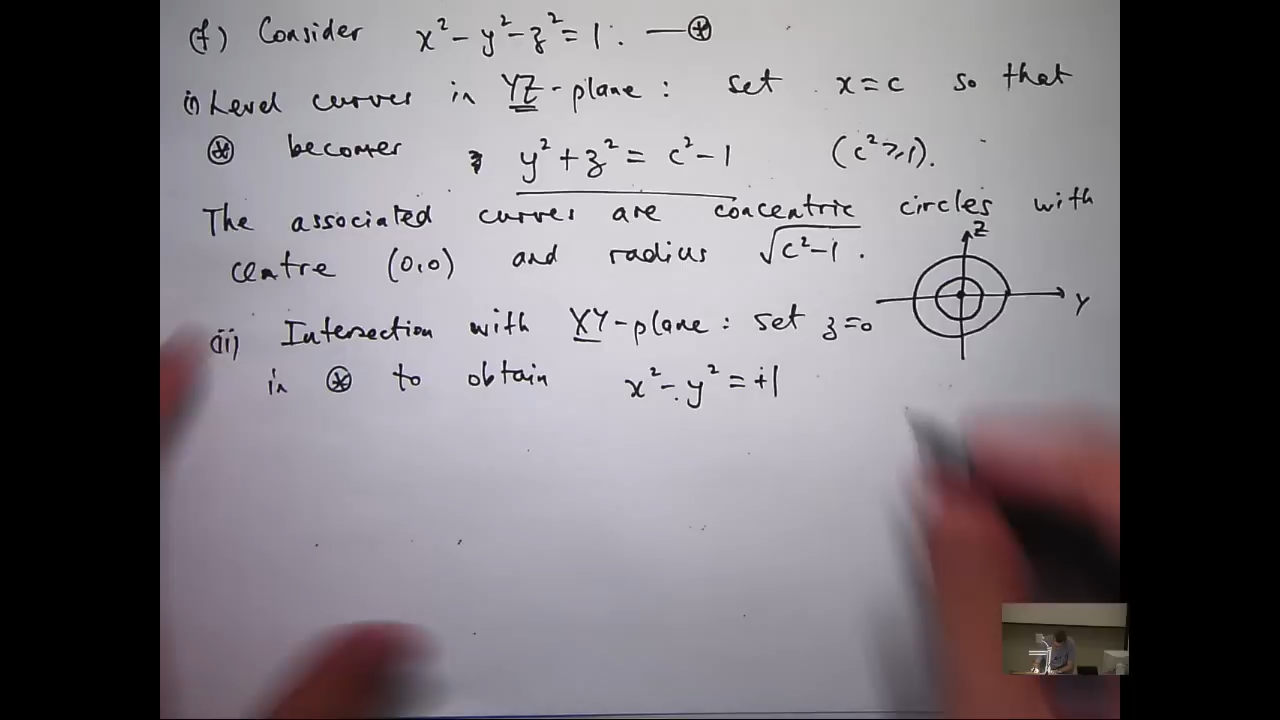 (f) Consider x² - y² - z² = 1. —⊛
(i) Level curves in YZ-plane: set x = c so that
⊛ becomes y² + z² = c² - 1 (c² ≥ 1).
The associated curves are concentric circles with
centre (0,0) and radius √(c²-1).
Z
Y
(ii) Intersection with XY-plane: set z=0
in ⊛ to obtain x² - y² = +1